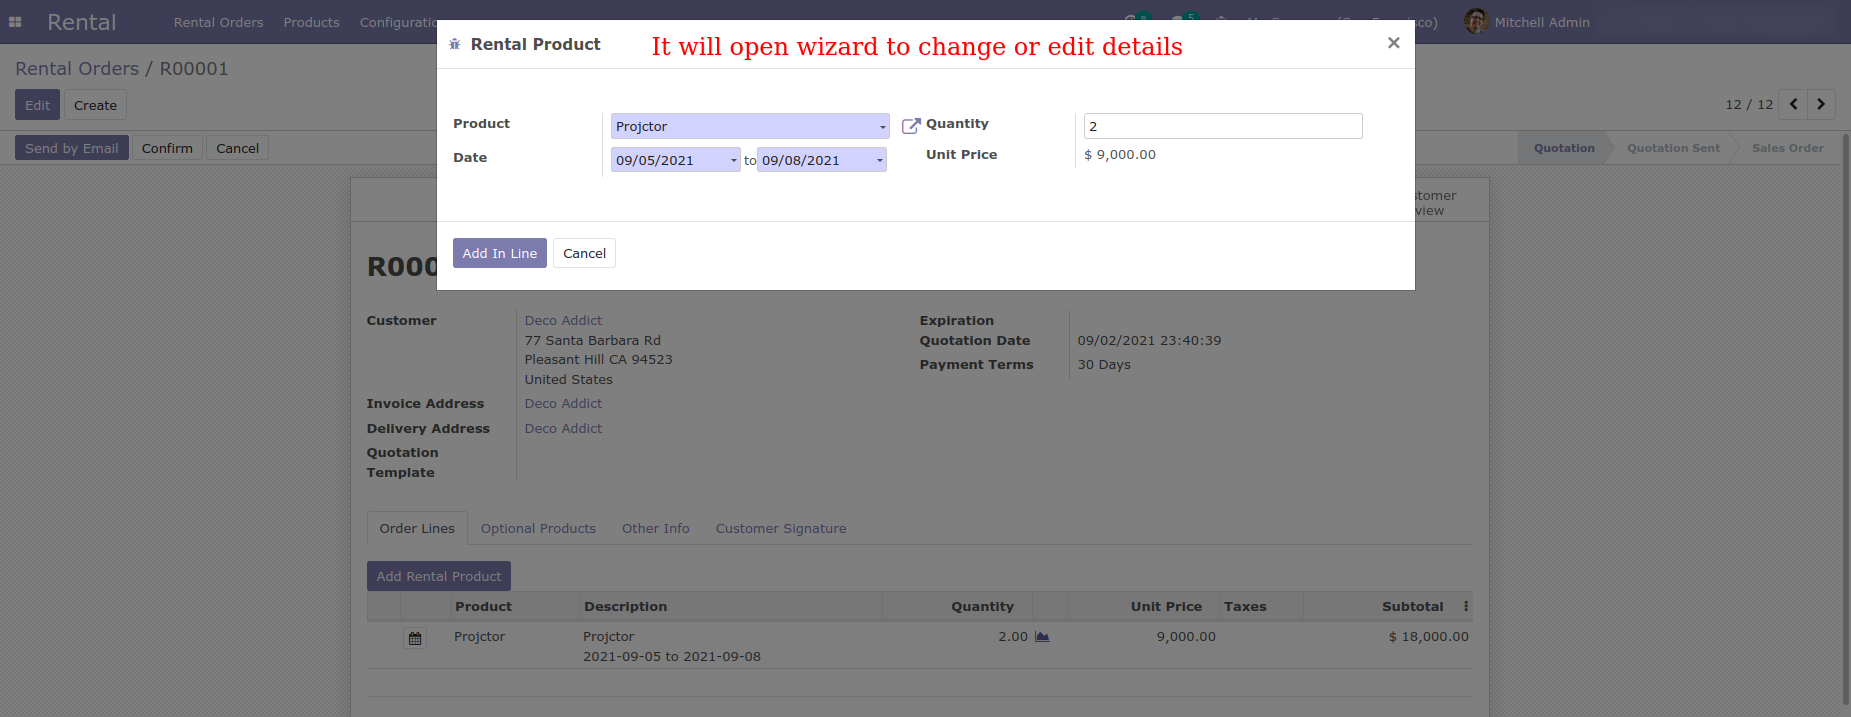 Rental
Rental Orders
Products
Mitchell Admin
Rental Product
It will open wizard to change or edit details
×
Rental Orders / R00001
Edit
Create
12 / 12
Product
Projctor
Quantity
2
Date
09/05/2021
to
09/08/2021
Unit Price
$ 9,000.00
Send by Email
Confirm
Cancel
Quotation
Quotation Sent
Sales Order
Add In Line
Cancel
Customer
Deco Addict
77 Santa Barbara Rd
Pleasant Hill CA 94523
United States
Expiration
Quotation Date
09/02/2021 23:40:39
Payment Terms
30 Days
Invoice Address
Deco Addict
Delivery Address
Deco Addict
Quotation
Template
Order Lines
Optional Products
Other Info
Customer Signature
Add Rental Product
Product
Description
Quantity
Unit Price
Taxes
Subtotal
Projctor
Projctor
2021-09-05 to 2021-09-08
2.00
9,000.00
$ 18,000.00